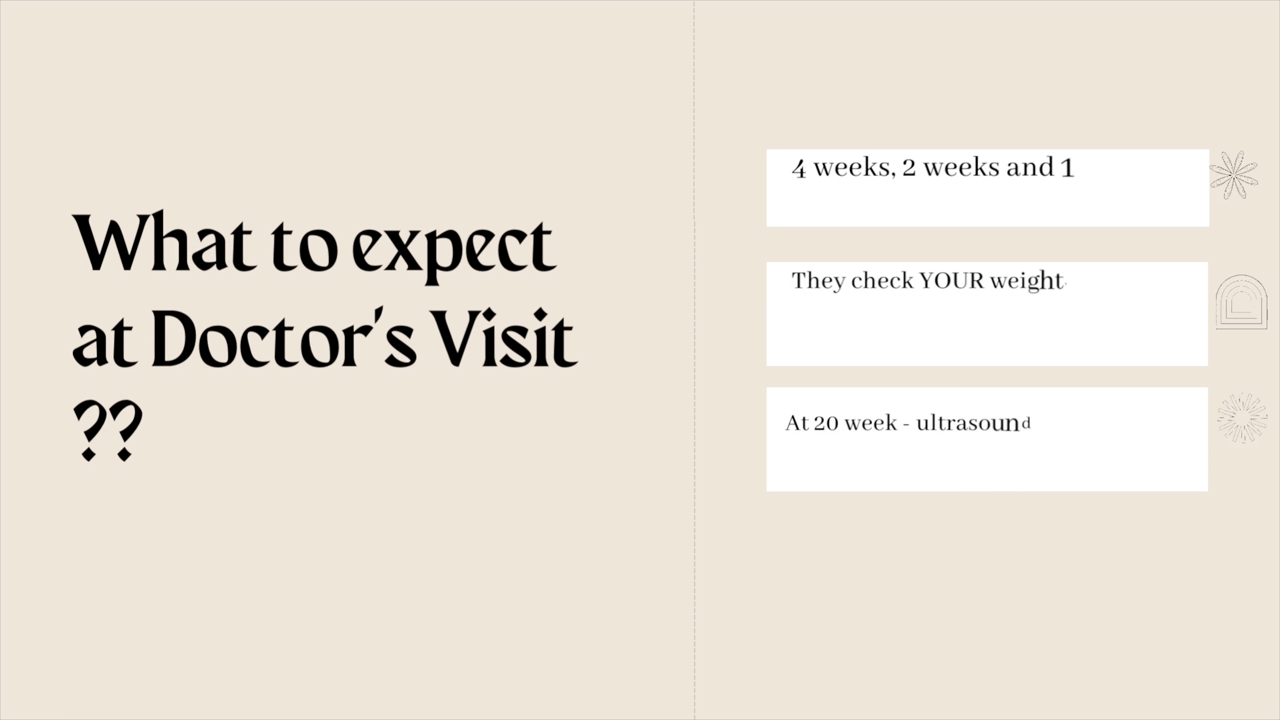 What to expect
at Doctor's Visit
??
4 weeks, 2 weeks and 1
They check YOUR weight
At 20 week - ultrasound